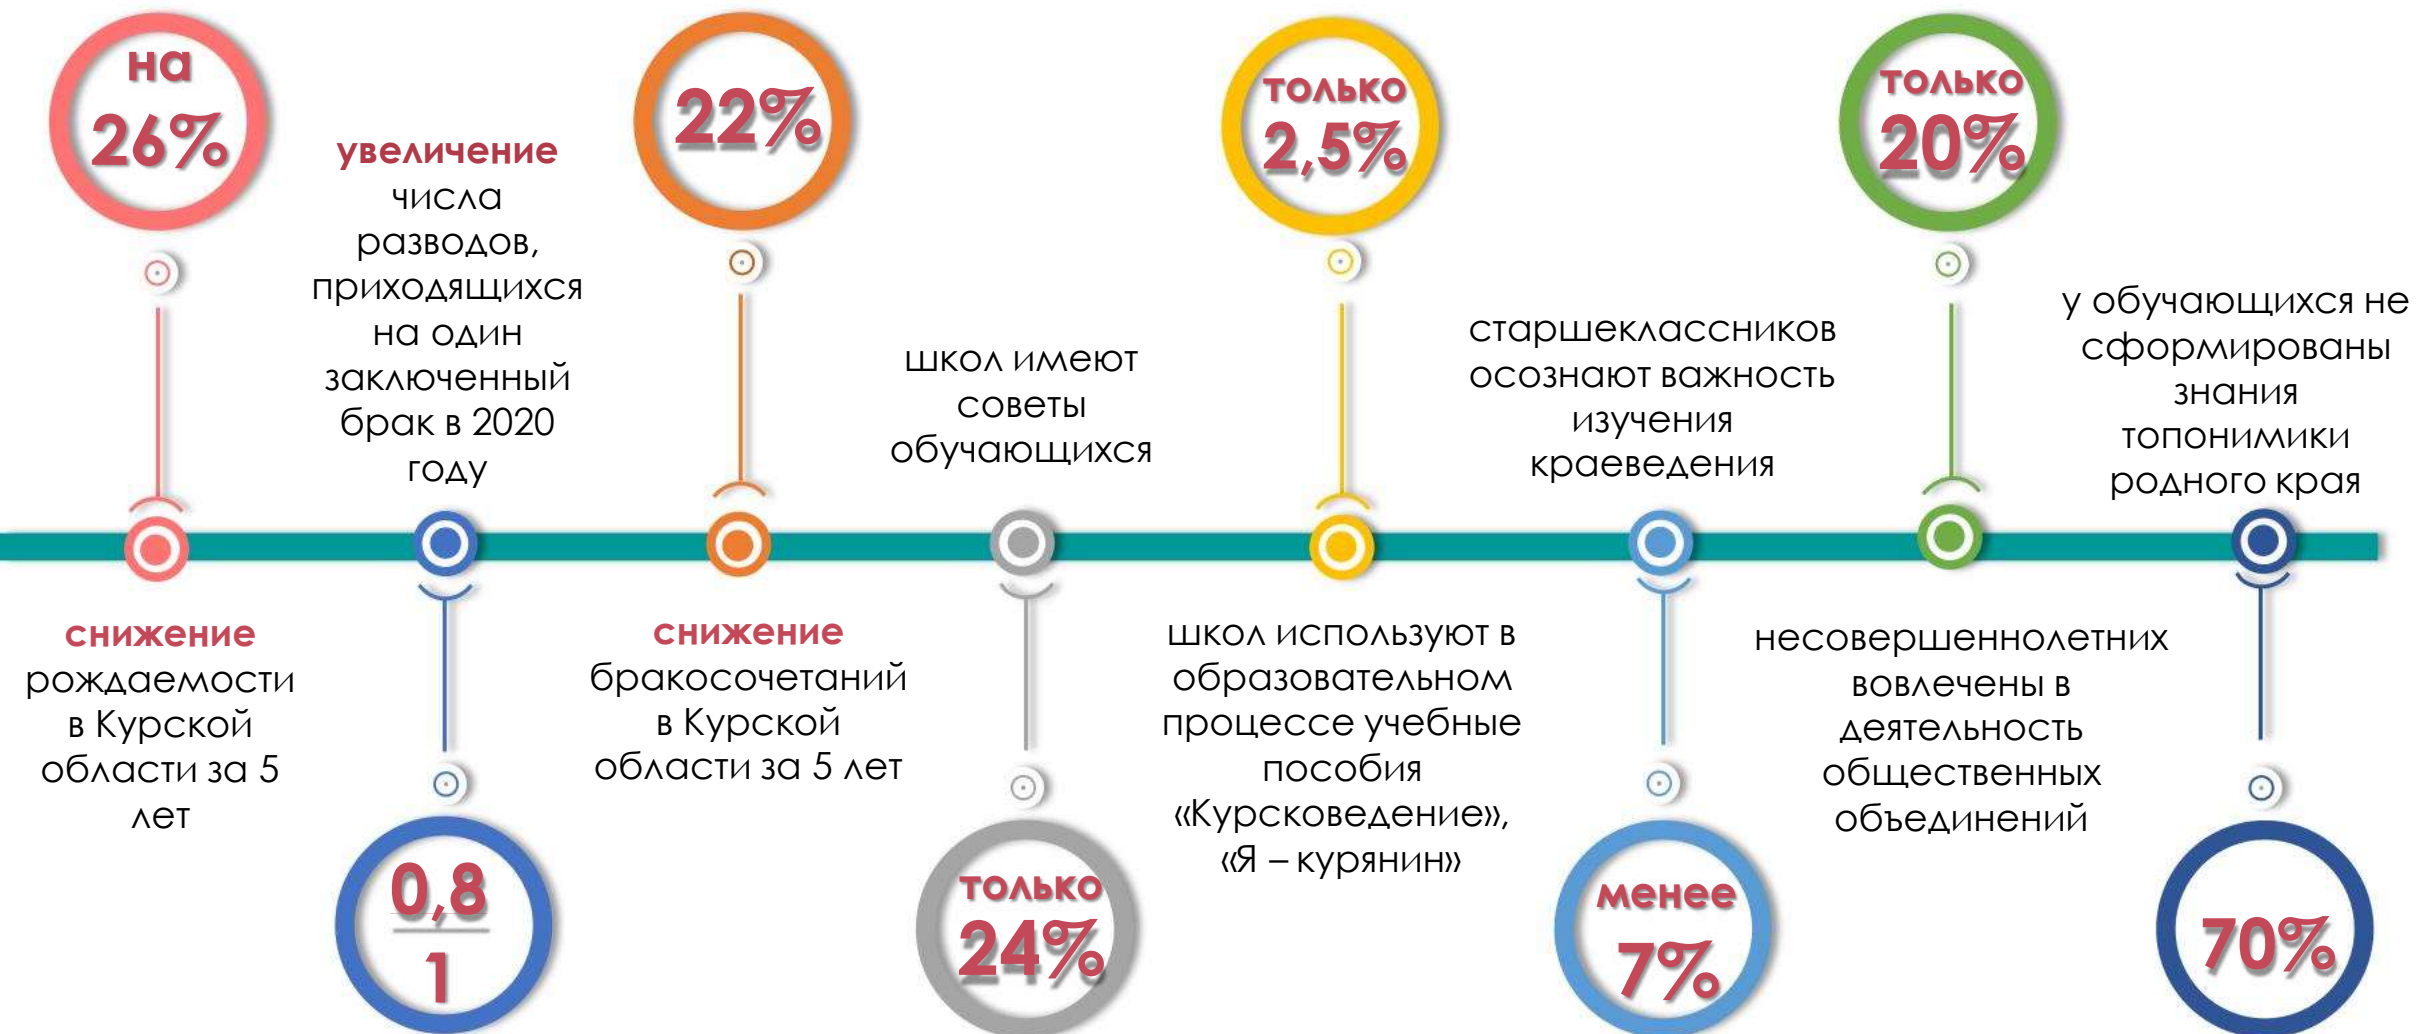 на
26%
снижение
рождаемости
в Курской
области за 5
лет
увеличение
числа
разводов,
приходящихся
на один
заключенный
брак в 2020
году
0,8
1
22%
снижение
бракосочетаний
в Курской
области за 5 лет
школ имеют
советы
обучающихся
только
24%
только
2,5%
школ используют в
образовательном
процессе учебные
пособия
«Курсковедение»,
«Я – курянин»
старшеклассников
осознают важность
изучения
краеведения
менее
7%
только
20%
несовершеннолетних
вовлечены в
деятельность
общественных
объединений
у обучающихся не
сформированы
знания
топонимики
родного края
70%